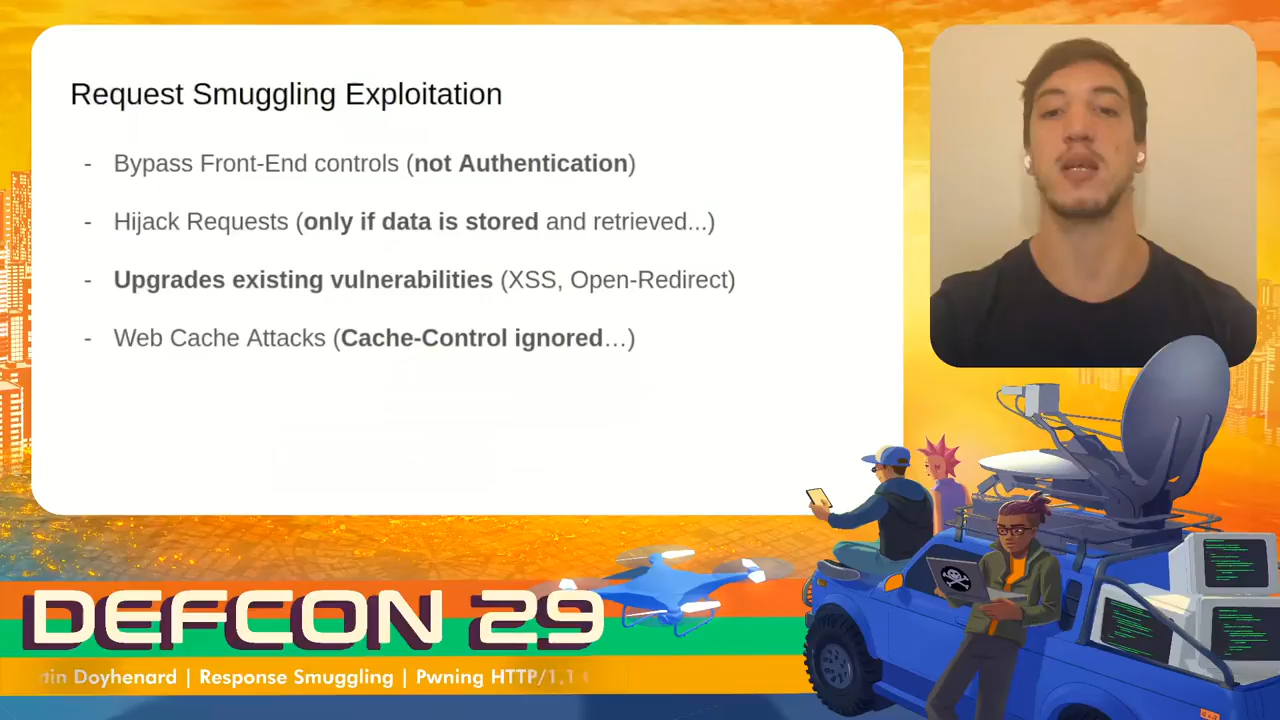 Request Smuggling Exploitation
- Bypass Front-End controls (not Authentication)
- Hijack Requests (only if data is stored and retrieved...)
- Upgrades existing vulnerabilities (XSS, Open-Redirect)
- Web Cache Attacks (Cache-Control ignored…)
DEFCON 29
Doyhenard | Response Smuggling | Pwning HTTP/1.1